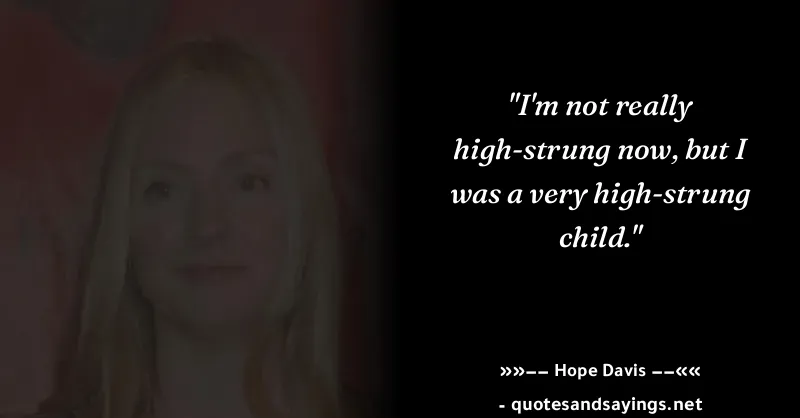 "I'm not really
high-strung now, but I
was a very high-strung
child."
»»−− Hope Davis −−««
- quotesandsayings.net